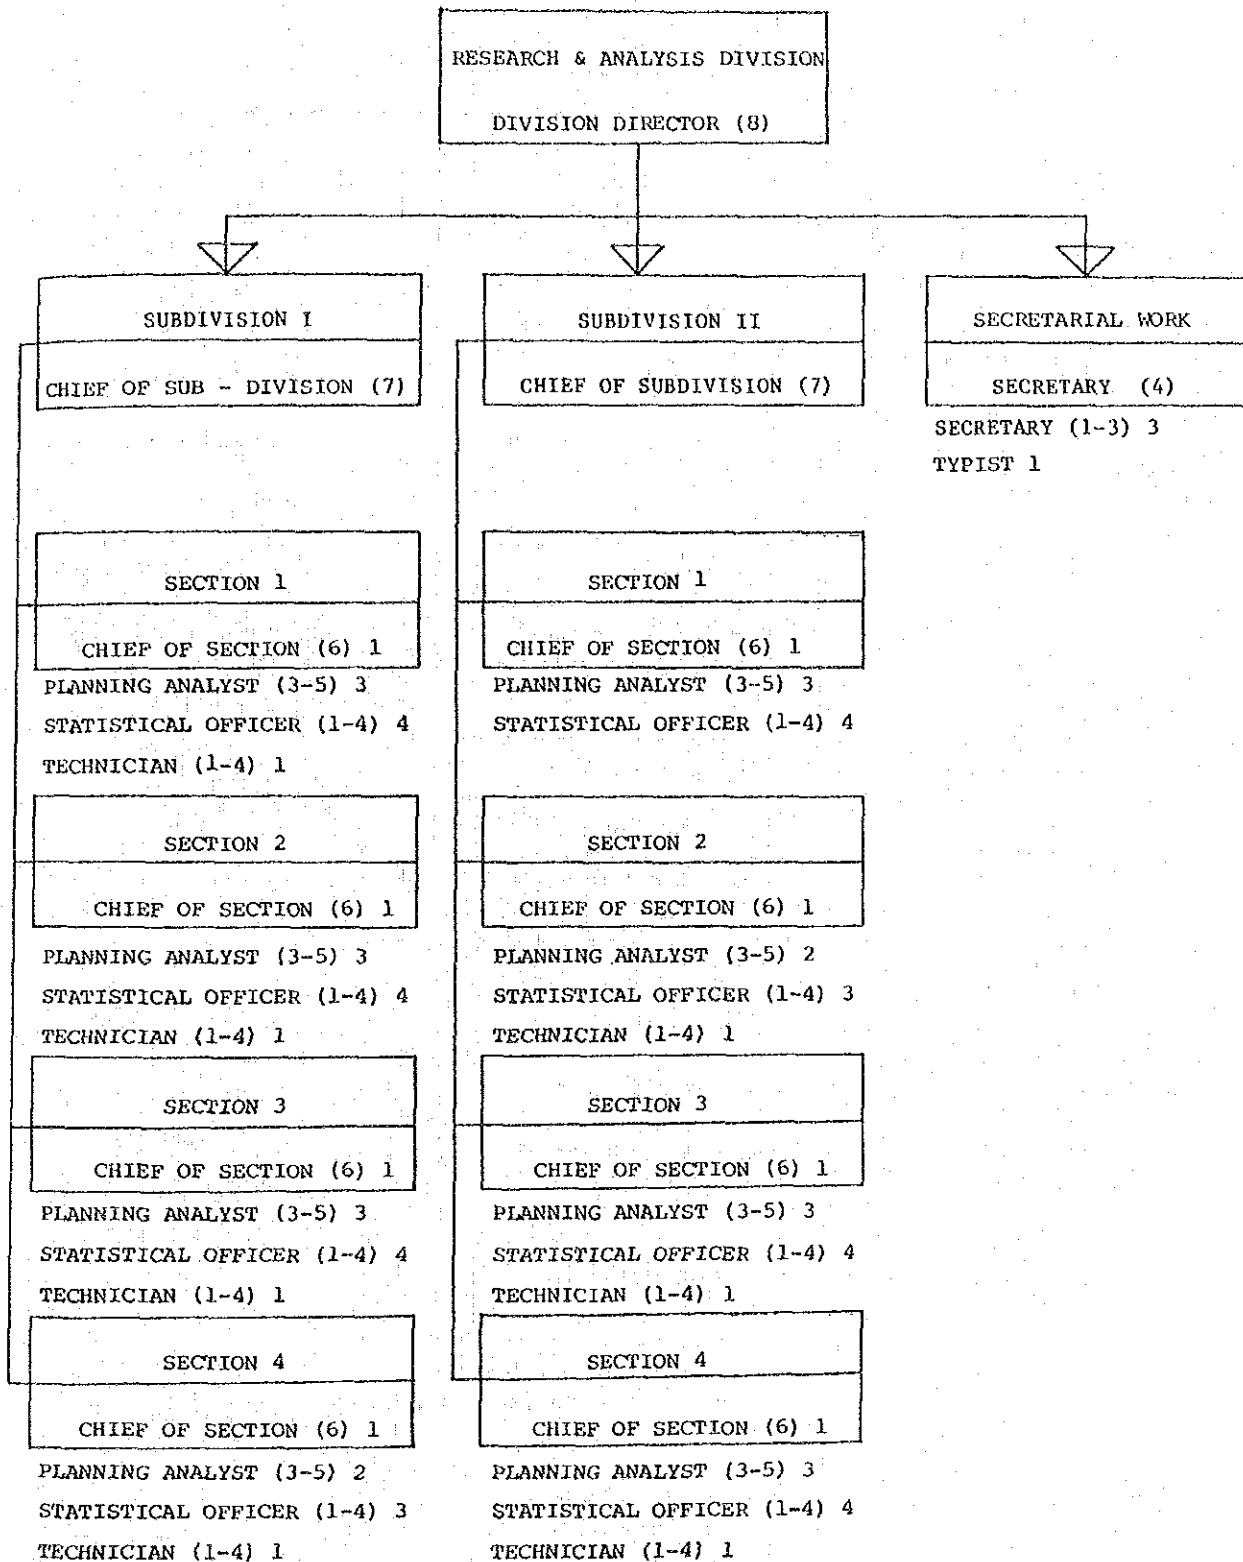 RESEARCH & ANALYSIS DIVISION
DIVISION DIRECTOR (8)
SUBDIVISION I
CHIEF OF SUB - DIVISION (7)
SECTION 1
CHIEF OF SECTION (6) 1
PLANNING ANALYST (3-5) 3
STATISTICAL OFFICER (1-4) 4
TECHNICIAN (1-4) 1
SECTION 2
CHIEF OF SECTION (6) 1
PLANNING ANALYST (3-5) 3
STATISTICAL OFFICER (1-4) 4
TECHNICIAN (1-4) 1
SECTION 3
CHIEF OF SECTION (6) 1
PLANNING ANALYST (3-5) 3
STATISTICAL OFFICER (1-4) 4
TECHNICIAN (1-4) 1
SECTION 4
CHIEF OF SECTION (6) 1
PLANNING ANALYST (3-5) 2
STATISTICAL OFFICER (1-4) 3
TECHNICIAN (1-4) 1
SUBDIVISION II
CHIEF OF SUBDIVISION (7)
SECTION 1
CHIEF OF SECTION (6) 1
PLANNING ANALYST (3-5) 3
STATISTICAL OFFICER (1-4) 4
SECTION 2
CHIEF OF SECTION (6) 1
PLANNING ANALYST (3-5) 2
STATISTICAL OFFICER (1-4) 3
TECHNICIAN (1-4) 1
SECTION 3
CHIEF OF SECTION (6) 1
PLANNING ANALYST (3-5) 3
STATISTICAL OFFICER (1-4) 4
TECHNICIAN (1-4) 1
SECTION 4
CHIEF OF SECTION (6) 1
PLANNING ANALYST (3-5) 3
STATISTICAL OFFICER (1-4) 4
TECHNICIAN (1-4) 1
SECRETARIAL WORK
SECRETARY (4)
SECRETARY (1-3) 3
TYPIST 1